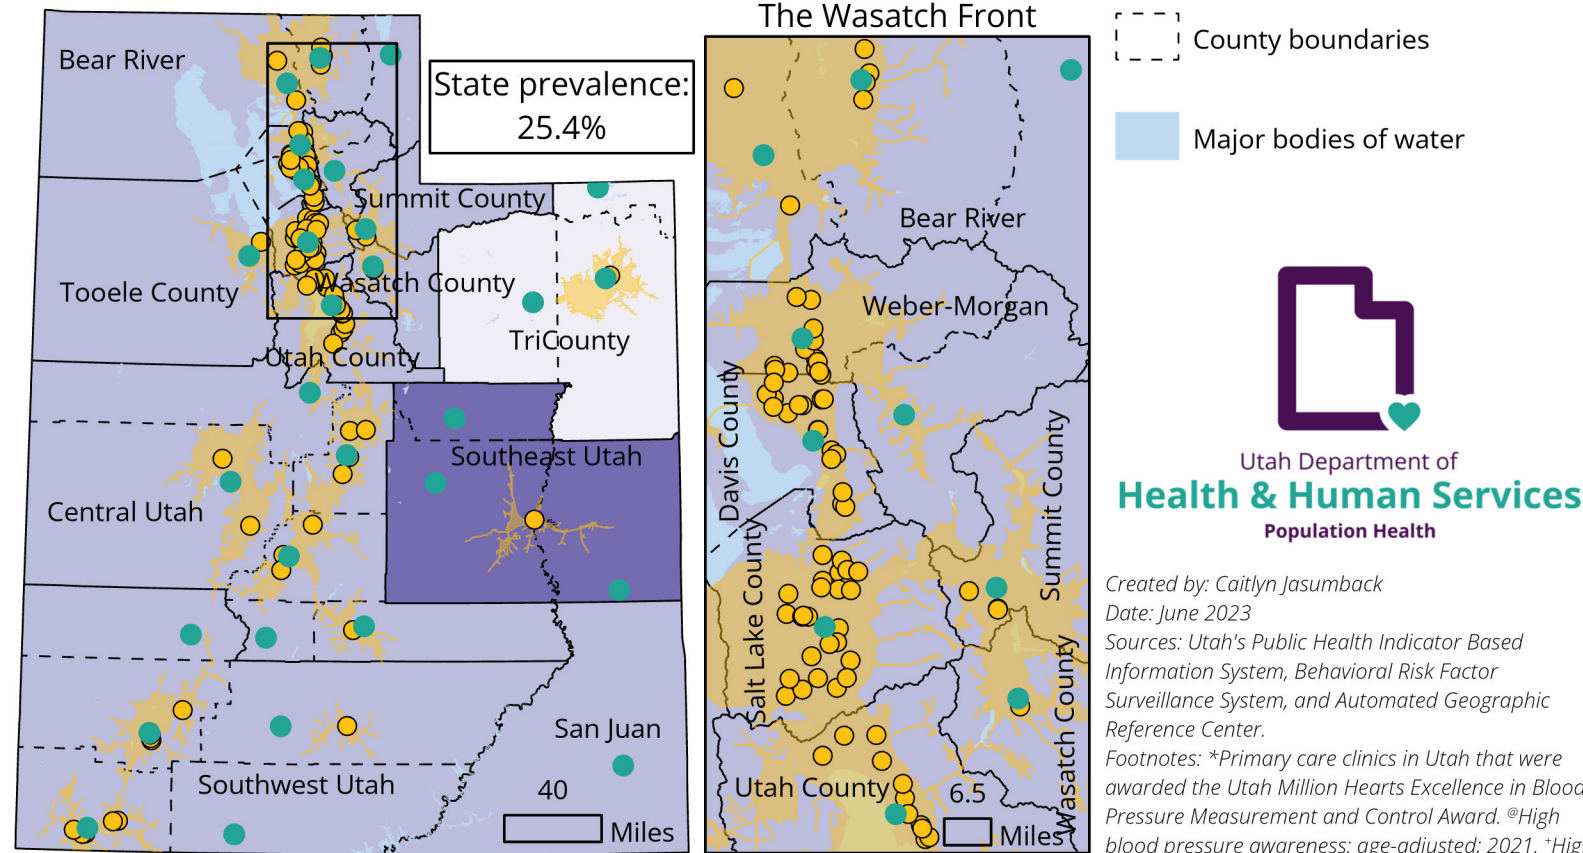 Bear River
State prevalence:
25.4%
Summit County
Tooele County
Wasatch County
TriCounty
Utah County
Southeast Utah
Central Utah
San Juan
Southwest Utah
40
Miles
The Wasatch Front
Bear River
Weber-Morgan
Davis County
Summit County
Salt Lake County
Wasatch County
Utah County
6.5
Miles
County boundaries
Major bodies of water
Utah Department of
Health & Human Services
Population Health
Created by: Caitlyn Jasumback
Date: June 2023
Sources: Utah's Public Health Indicator Based
Information System, Behavioral Risk Factor
Surveillance System, and Automated Geographic
Reference Center.
Footnotes: *Primary care clinics in Utah that were
awarded the Utah Million Hearts Excellence in Blood
Pressure Measurement and Control Award. @High
blood pressure awareness; age-adjusted; 2021. +High